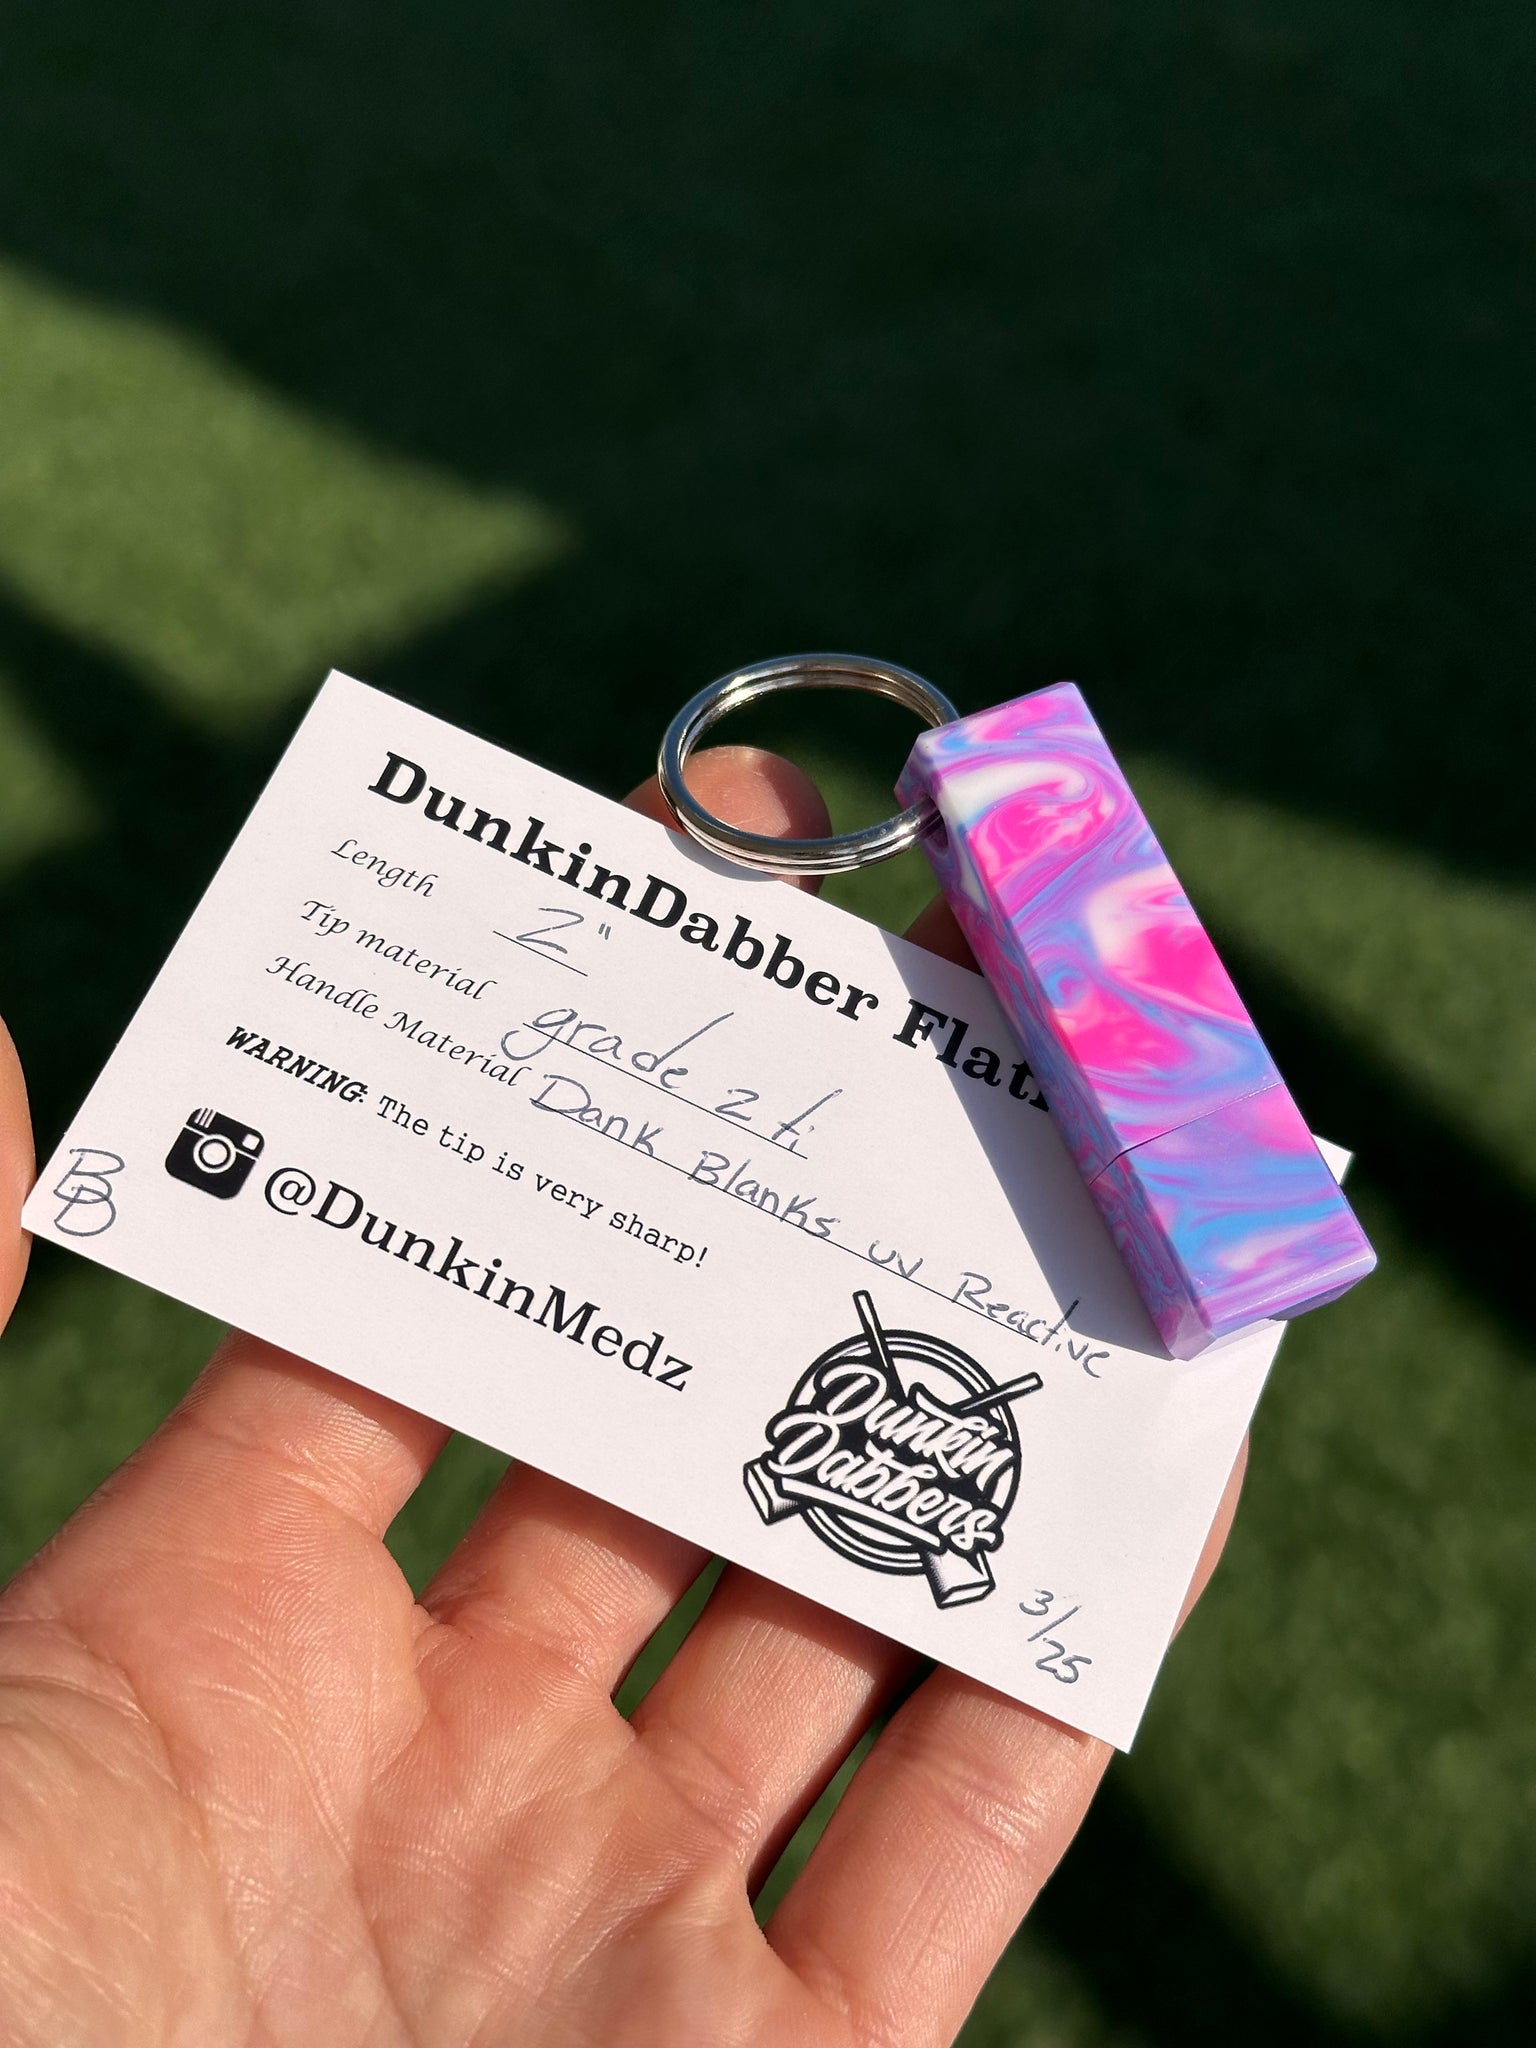 DunkinDabber Flat
Length 2"
Tip material grade 2 ti
Handle Material Dank Blanks uv Reactive
WARNING: The tip is very sharp!
@DunkinMedz
BD
Dunkin
Dabbers
3/25